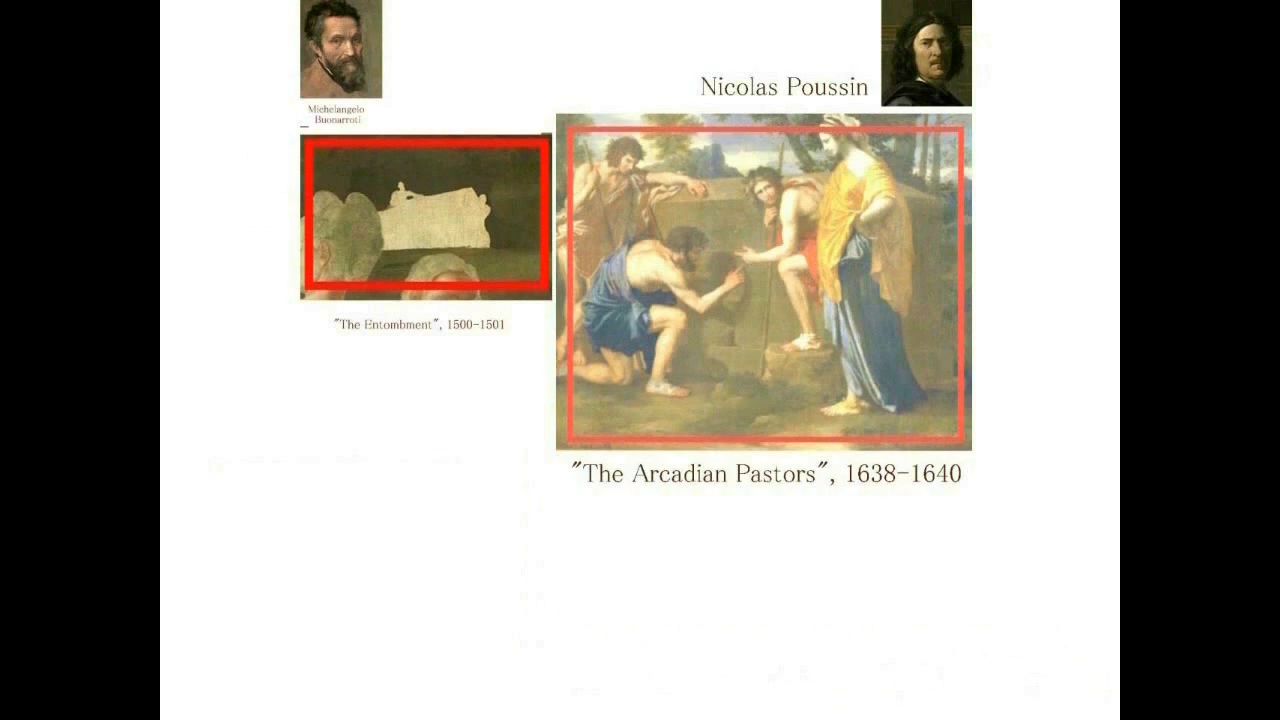 Michelangelo
Buonarroti
Nicolas Poussin
"The Entombment", 1500-1501
"The Arcadian Pastors", 1638-1640